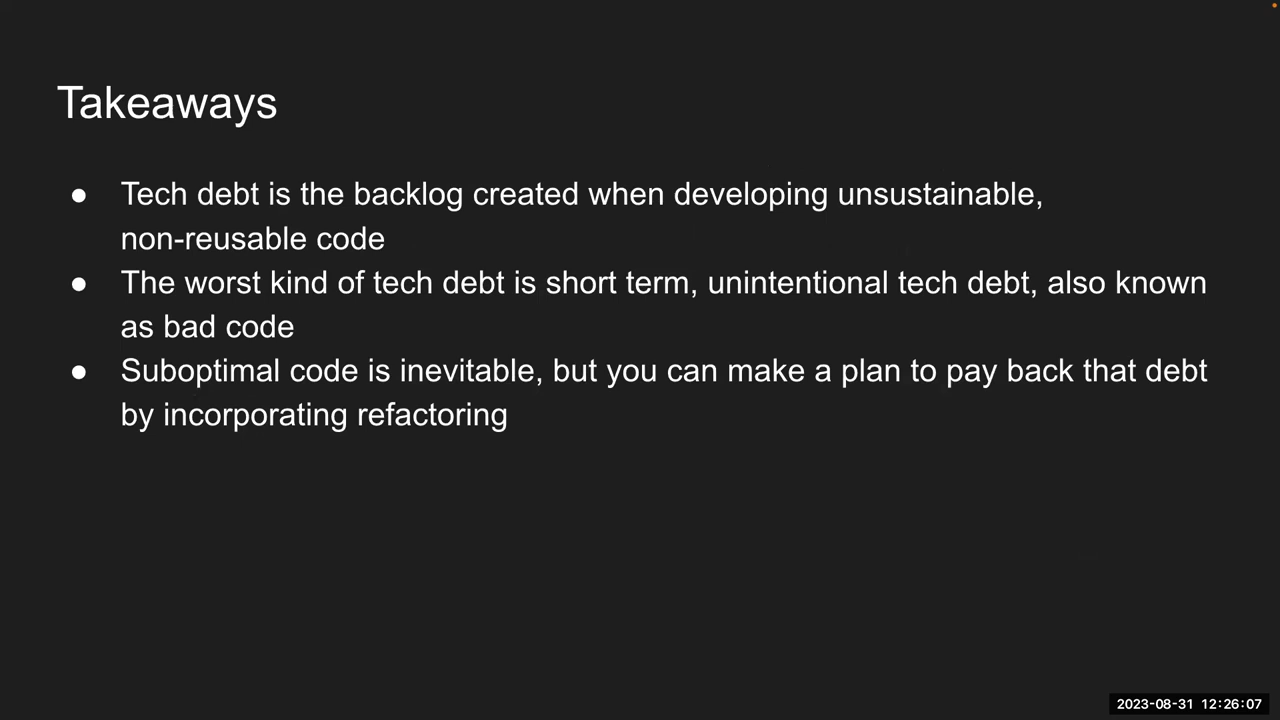 Takeaways
● Tech debt is the backlog created when developing unsustainable,
non-reusable code
● The worst kind of tech debt is short term, unintentional tech debt, also known
as bad code
● Suboptimal code is inevitable, but you can make a plan to pay back that debt
by incorporating refactoring
2023-08-31 12:26:07